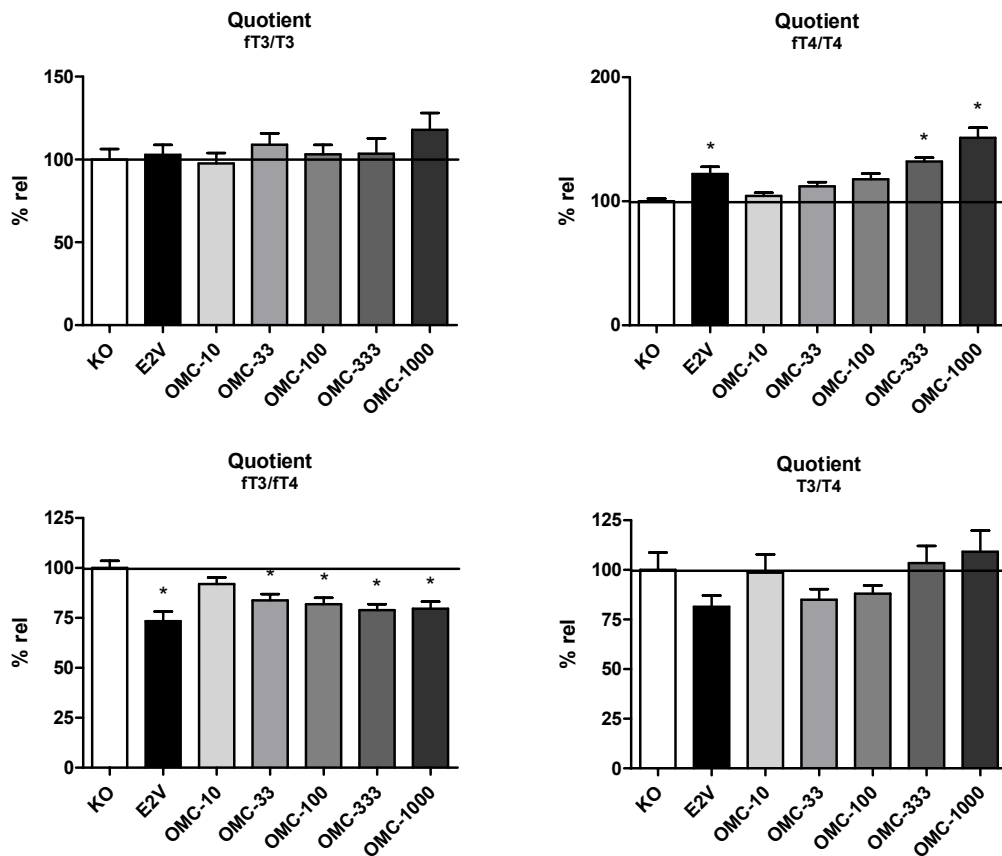 Quotient
fT3/T3
150
100
50
0
% rel
KO
E2V
OMC-10
OMC-33
OMC-100
OMC-333
OMC-1000
Quotient
fT4/T4
200
100
0
% rel
*
*
*
KO
E2V
OMC-10
OMC-33
OMC-100
OMC-333
OMC-1000
Quotient
fT3/fT4
125
100
75
50
25
0
% rel
*
*
*
*
*
KO
E2V
OMC-10
OMC-33
OMC-100
OMC-333
OMC-1000
Quotient
T3/T4
125
100
75
50
25
0
% rel
KO
E2V
OMC-10
OMC-33
OMC-100
OMC-333
OMC-1000